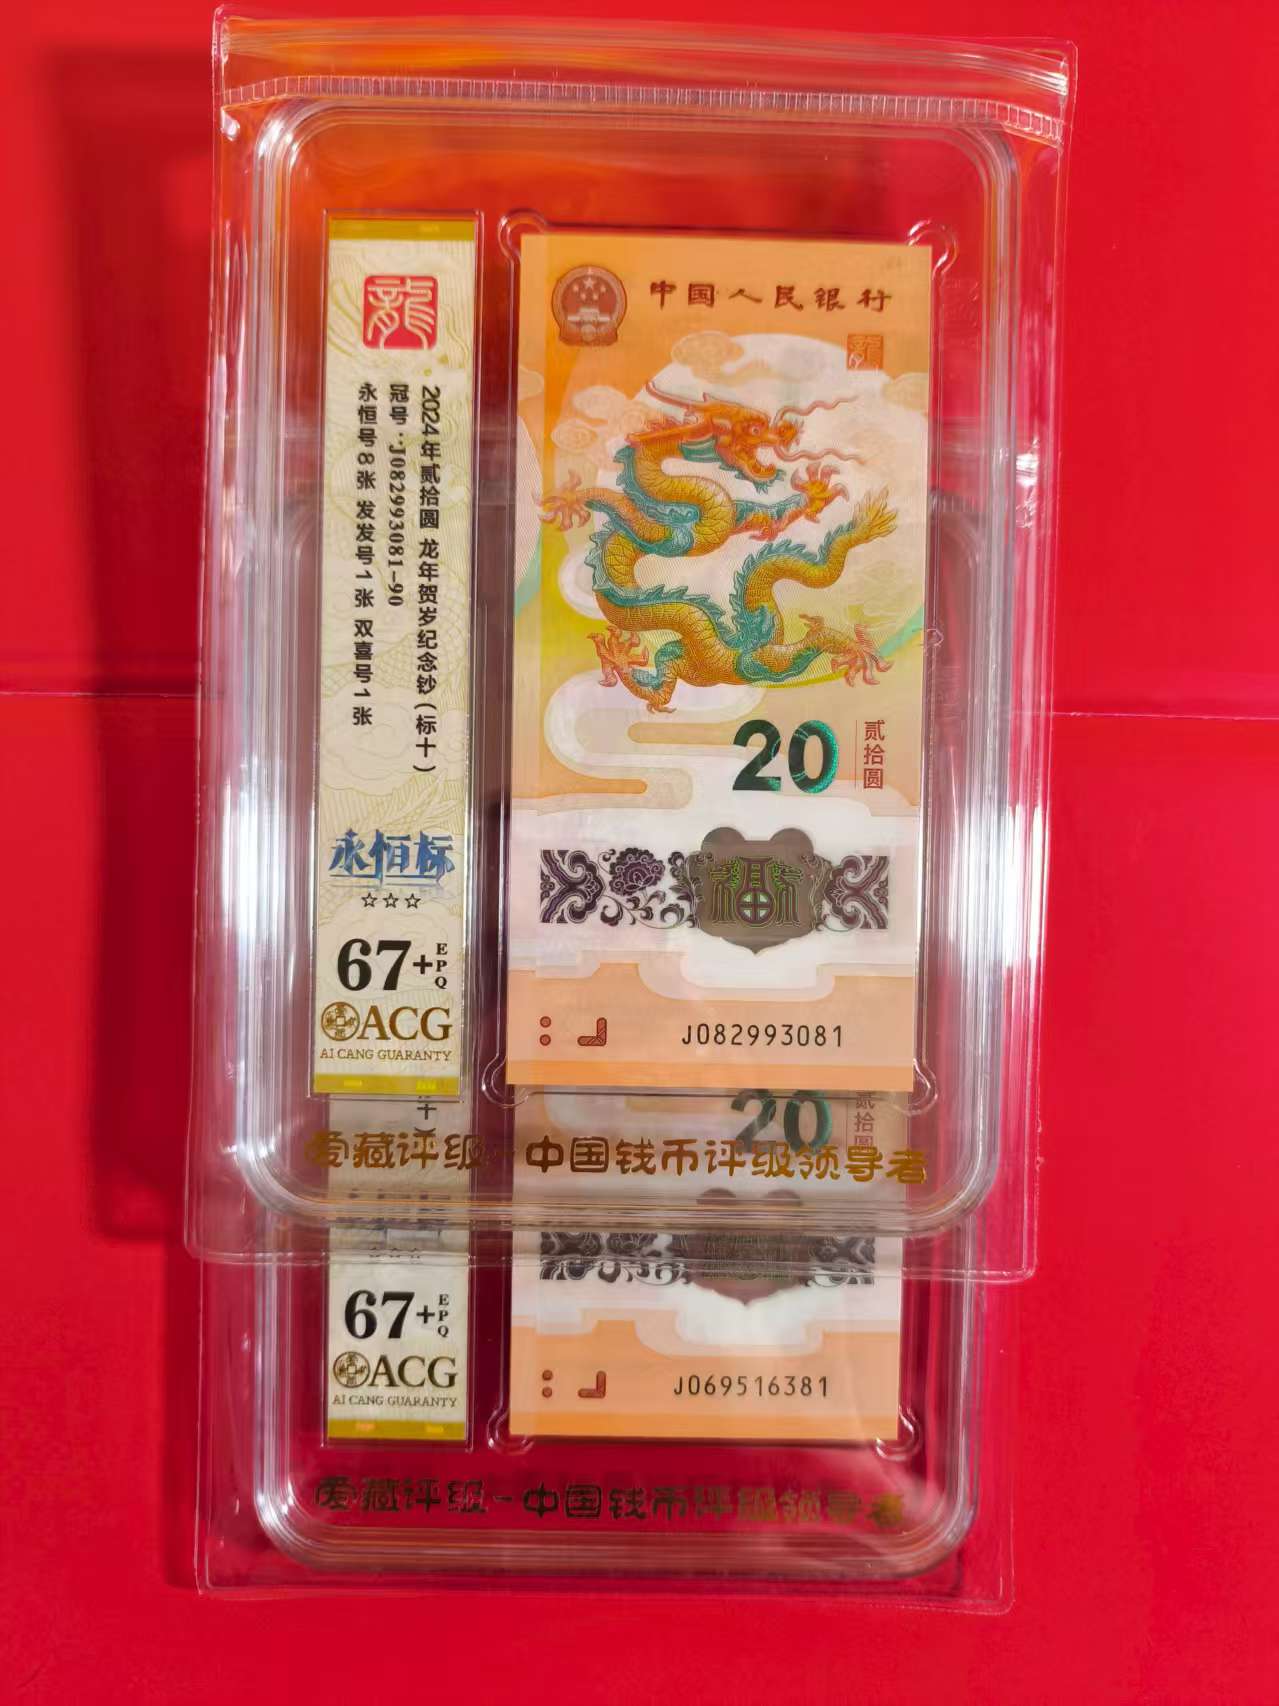 龍
2024年贰拾圆 龙年贺岁纪念钞(标十)
冠号:J082993081-90
永恒号8张 发发号1张 双喜号1张
永恒标
☆☆☆
67+EPQ
ACG
AI CANG GUARANTY
中国人民银行
龍
20
贰拾圆
福
J082993081
爱藏评级-中国钱币评级领导者
十)
20
贰拾圆
67+EPQ
ACG
AI CANG GUARANTY
J069516381
爱藏评级-中国钱币评级领导者